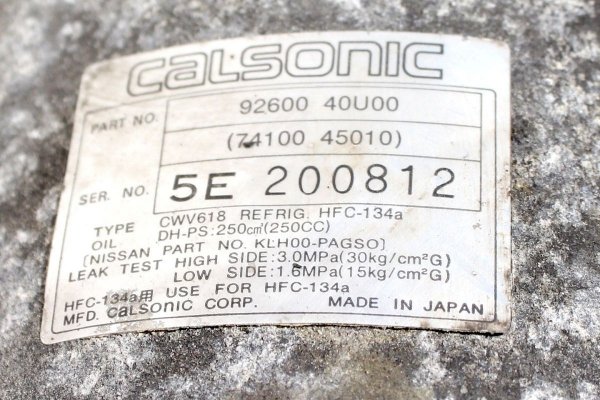 CALSONIC
PART NO. 92600 40U00
(74100 45010)
SER. NO. 5E 200812
TYPE CWV618 REFRIG. HFC-134a
OIL DH-PS:250cm³(250CC)
[NISSAN PART NO. KLH00-PAGSO]
LEAK TEST HIGH SIDE:3.0MPa(30kg/cm²G)
LOW SIDE:1.5MPa(15kg/cm²G)
HFC-134a用 USE FOR HFC-134a
MFD. CALSONIC CORP. MADE IN JAPAN